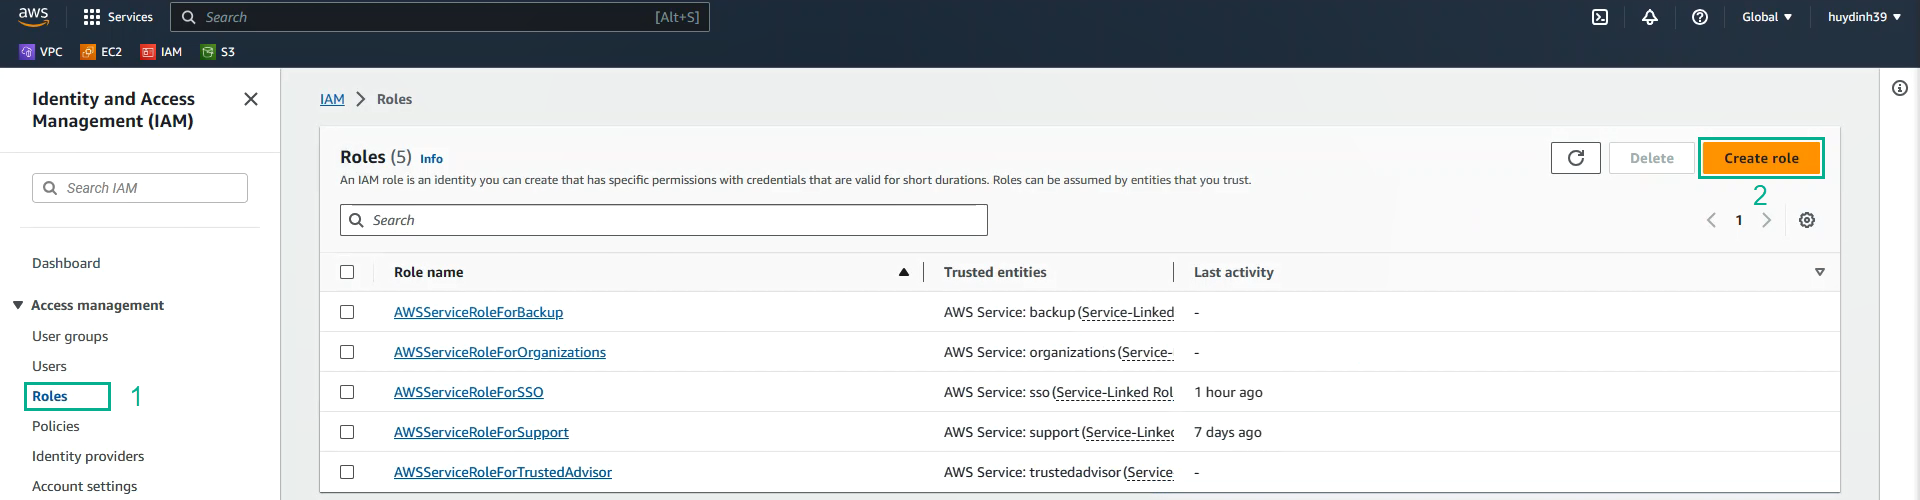 aws Services Search [Alt+S] Global huydinh39
VPC EC2 IAM S3
Identity and Access
Management (IAM)
Search IAM
Dashboard
Access management
User groups
Users
Roles 1
Policies
Identity providers
Account settings
IAM > Roles
Roles (5) Info
Delete Create role
An IAM role is an identity you can create that has specific permissions with credentials that are valid for short durations. Roles can be assumed by entities that you trust.
2
Search
1
Role name Trusted entities Last activity
AWSServiceRoleForBackup AWS Service: backup (Service-Linked -
AWSServiceRoleForOrganizations AWS Service: organizations (Service- -
AWSServiceRoleForSSO AWS Service: sso (Service-Linked Rol 1 hour ago
AWSServiceRoleForSupport AWS Service: support (Service-Linked 7 days ago
AWSServiceRoleForTrustedAdvisor AWS Service: trustedadvisor (Service -